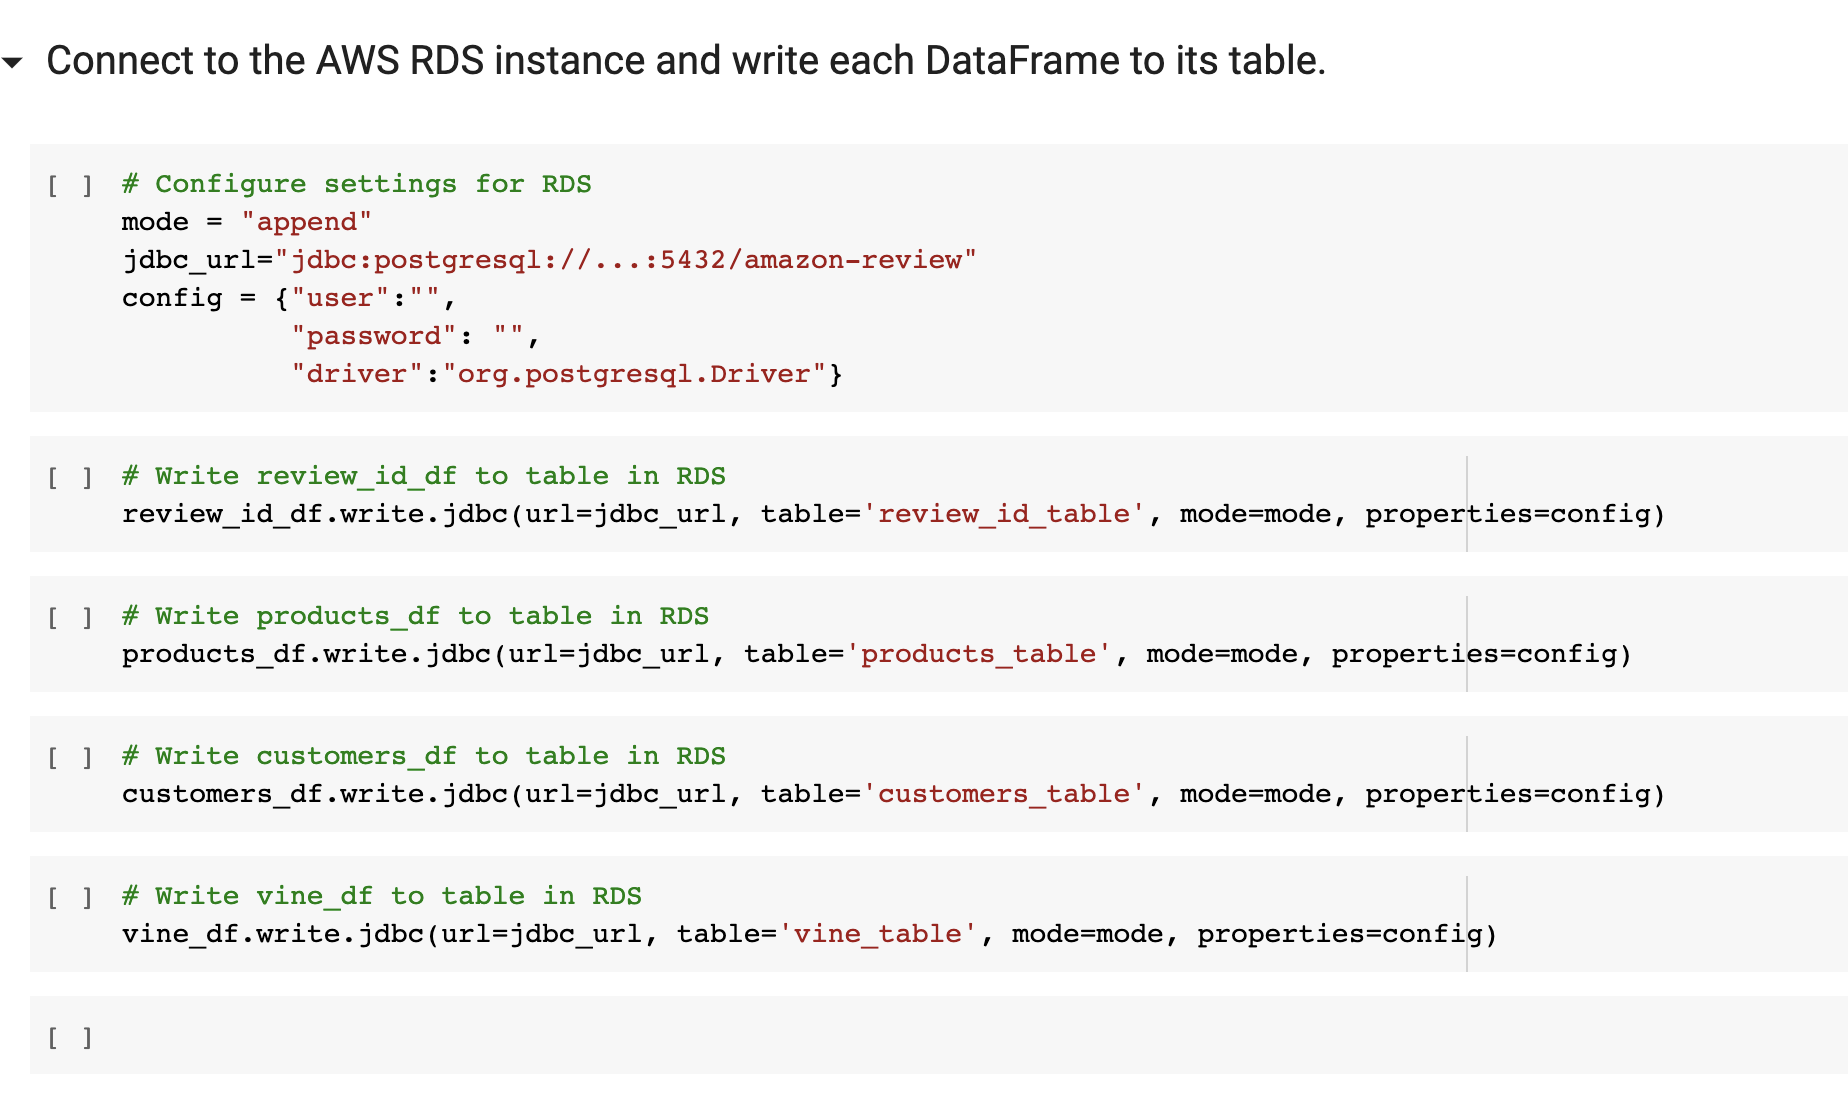 Connect to the AWS RDS instance and write each DataFrame to its table.
[ ] # Configure settings for RDS
mode = "append"
jdbc_url="jdbc:postgresql://...:5432/amazon-review"
config = {"user":"",
"password": "",
"driver":"org.postgresql.Driver"}
[ ] # Write review_id_df to table in RDS
review_id_df.write.jdbc(url=jdbc_url, table='review_id_table', mode=mode, properties=config)
[ ] # Write products_df to table in RDS
products_df.write.jdbc(url=jdbc_url, table='products_table', mode=mode, properties=config)
[ ] # Write customers_df to table in RDS
customers_df.write.jdbc(url=jdbc_url, table='customers_table', mode=mode, properties=config)
[ ] # Write vine_df to table in RDS
vine_df.write.jdbc(url=jdbc_url, table='vine_table', mode=mode, properties=config)
[ ]